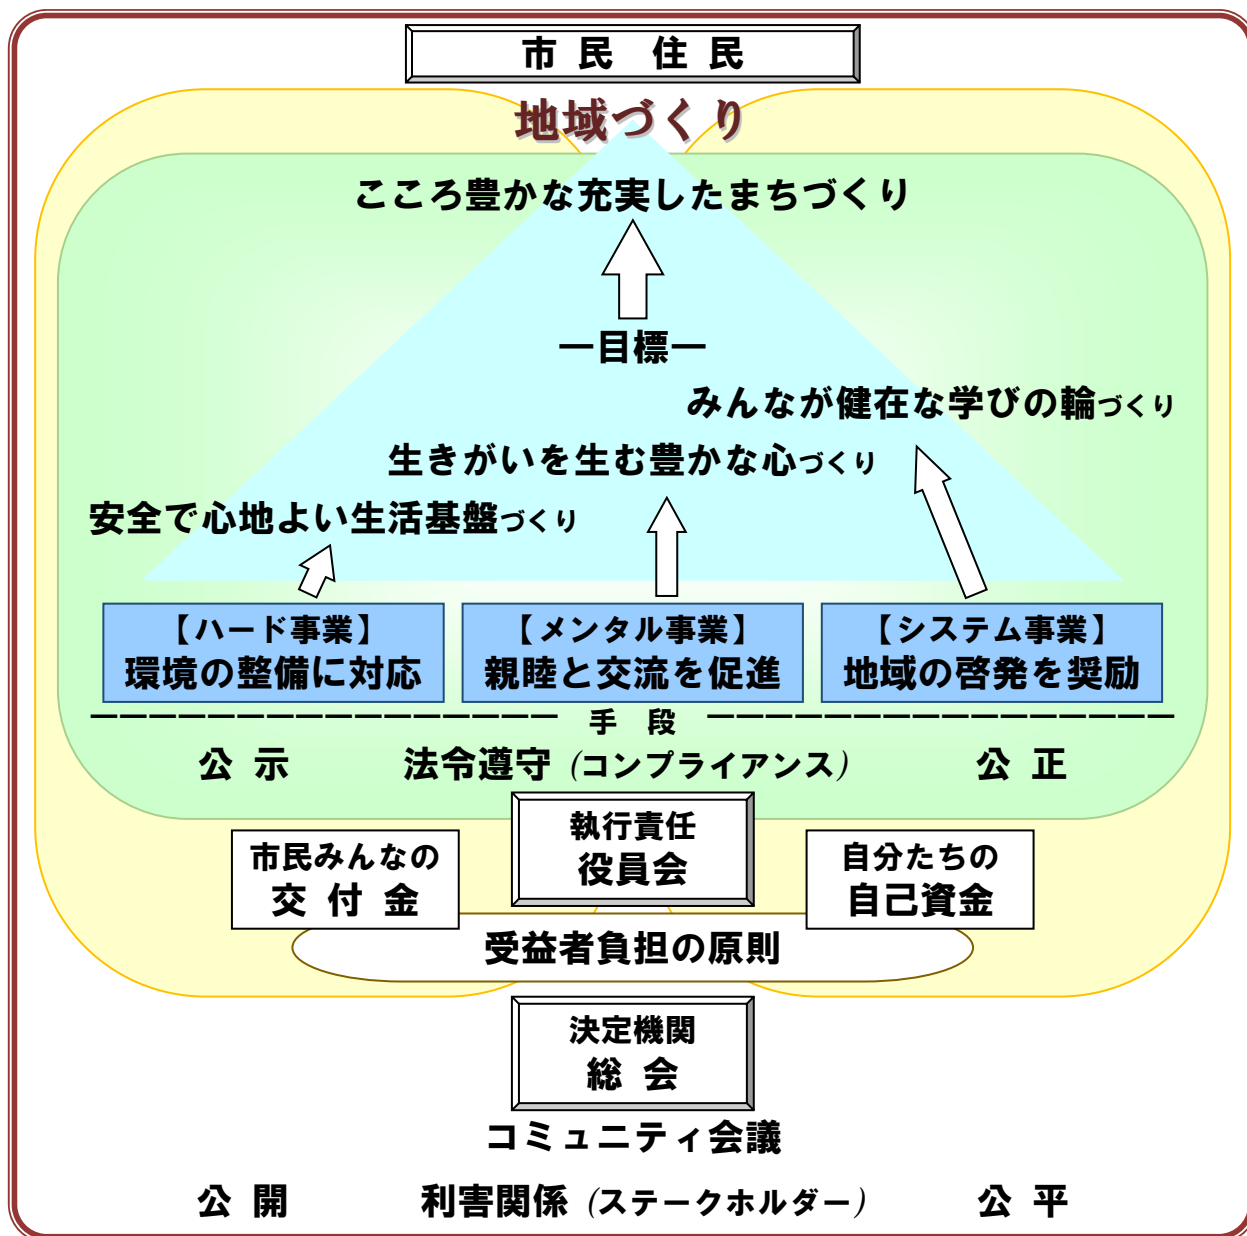 市民 住民
地域づくり
こころ豊かな充実したまちづくり
―目標―
みんなが健在な学びの輪づくり
生きがいを生む豊かな心づくり
安全で心地よい生活基盤づくり
【ハード事業】
環境の整備に対応
【メンタル事業】
親睦と交流を促進
【システム事業】
地域の啓発を奨励
手 段
公 示 法令遵守 (コンプライアンス) 公 正
執行責任
役員会
市民みんなの
交 付 金
自分たちの
自己資金
受益者負担の原則
決定機関
総 会
コミュニティ会議
公 開 利害関係 (ステークホルダー) 公 平